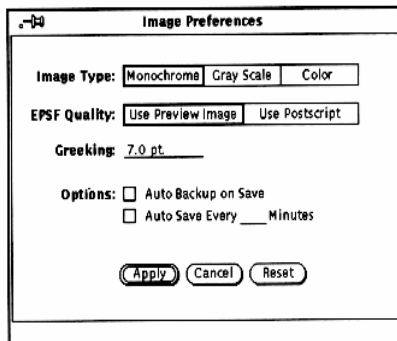 Image Preferences
Image Type: Monochrome Gray Scale Color
EPSF Quality: Use Preview Image Use Postscript
Greeking: 7.0 pt.
Options: Auto Backup on Save
Auto Save Every ____ Minutes
Apply Cancel Reset